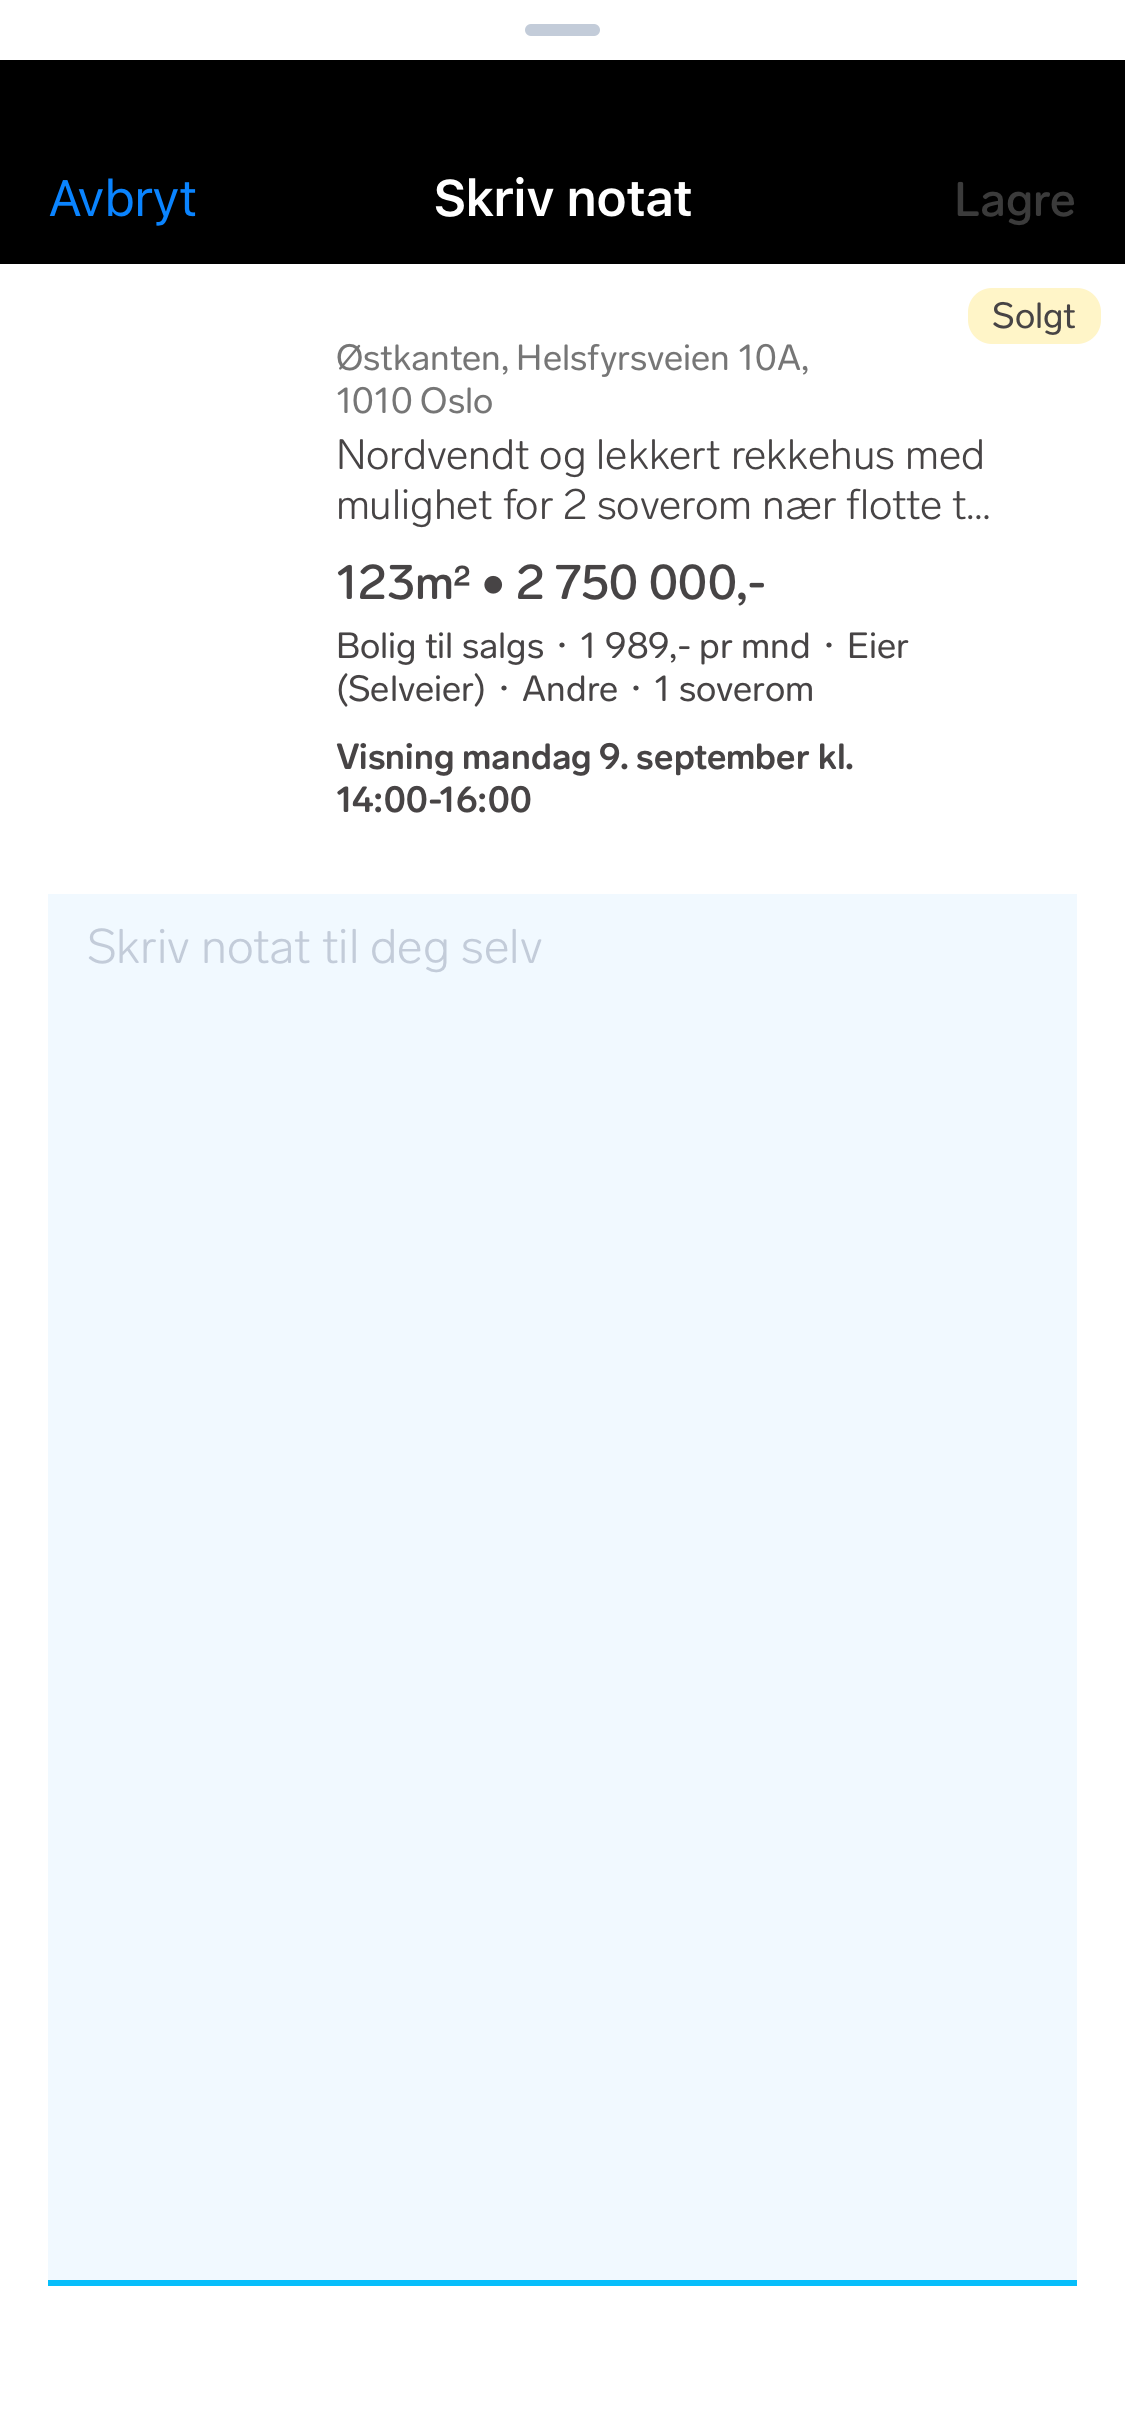 Avbryt Skriv notat Lagre
Solgt
Østkanten, Helsfyrsveien 10A,
1010 Oslo
Nordvendt og lekkert rekkehus med
mulighet for 2 soverom nær flotte t...
123m² • 2 750 000,-
Bolig til salgs · 1 989,- pr mnd · Eier
(Selveier) · Andre · 1 soverom
Visning mandag 9. september kl.
14:00-16:00
Skriv notat til deg selv